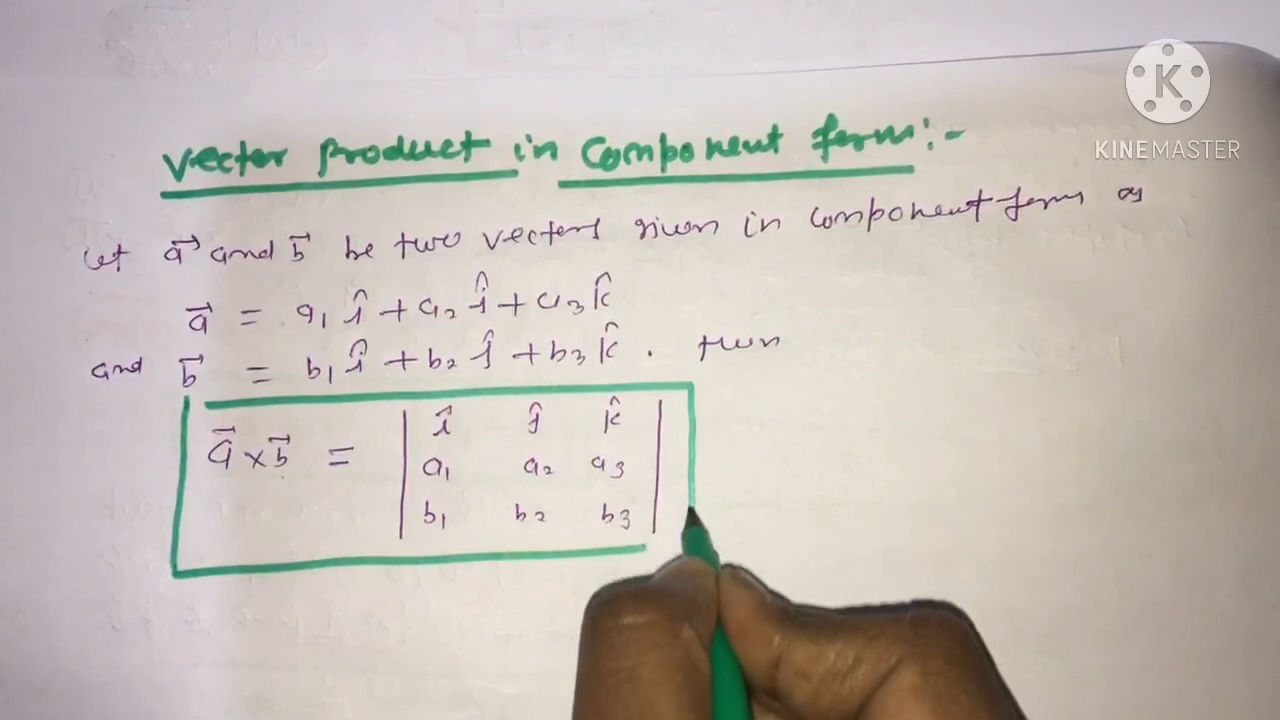 Vector product in component form:-
Let a⃗ and b⃗ be two vectors given in component form as
a⃗ = a₁ î + a₂ ĵ + a₃ k̂
and b⃗ = b₁ î + b₂ ĵ + b₃ k̂ . then
a⃗ × b⃗ = | î ĵ k̂ |
| a₁ a₂ a₃ |
| b₁ b₂ b₃ |
K
KINEMASTER